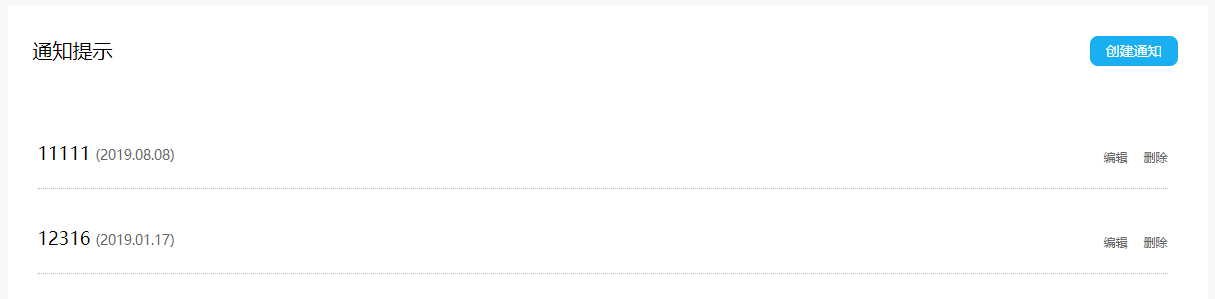 通知提示
创建通知
11111 (2019.08.08)
编辑 删除
12316 (2019.01.17)
编辑 删除